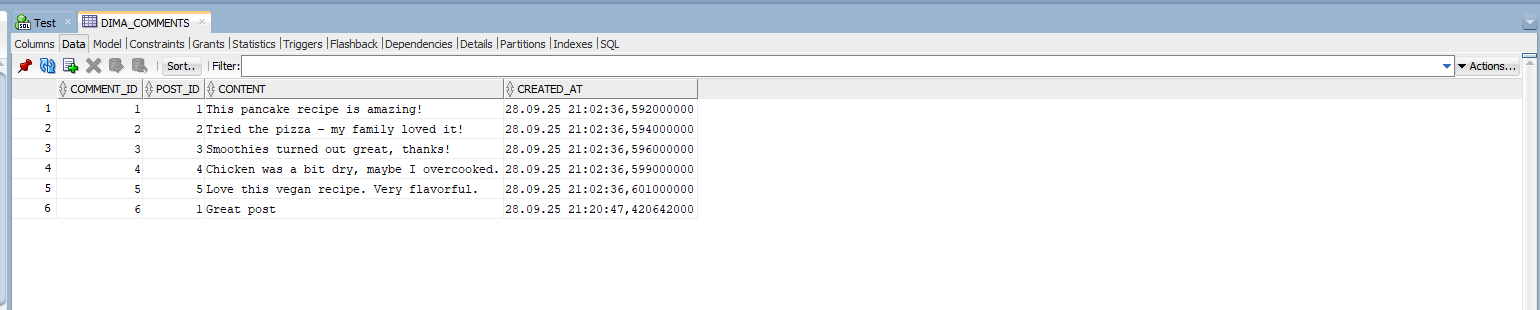 SQL Test DIMA_COMMENTS
Columns Data Model Constraints Grants Statistics Triggers Flashback Dependencies Details Partitions Indexes SQL
Sort.. Filter: Actions...
COMMENT_ID POST_ID CONTENT CREATED_AT
1 1 1 This pancake recipe is amazing! 28.09.25 21:02:36,592000000
2 2 2 Tried the pizza – my family loved it! 28.09.25 21:02:36,594000000
3 3 3 Smoothies turned out great, thanks! 28.09.25 21:02:36,596000000
4 4 4 Chicken was a bit dry, maybe I overcooked. 28.09.25 21:02:36,599000000
5 5 5 Love this vegan recipe. Very flavorful. 28.09.25 21:02:36,601000000
6 6 1 Great post 28.09.25 21:20:47,420642000